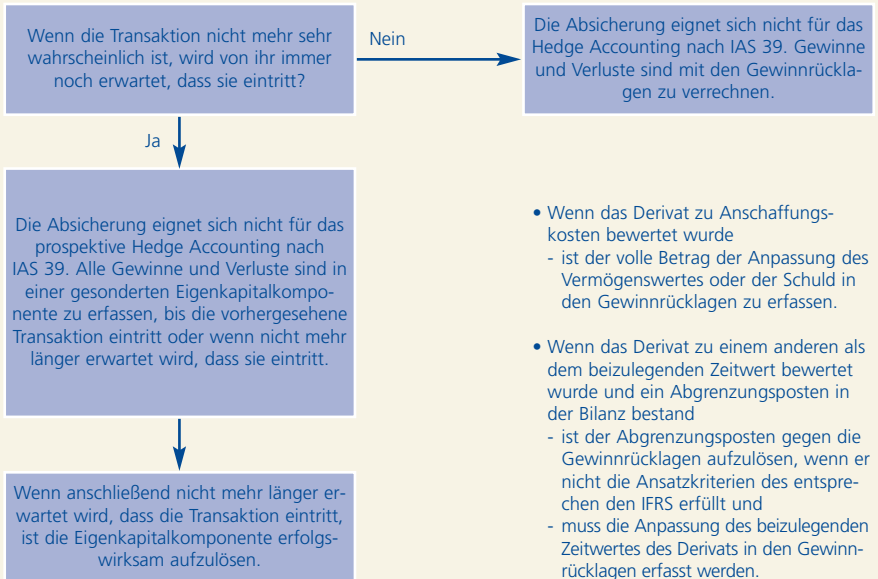 Wenn die Transaktion nicht mehr sehr
wahrscheinlich ist, wird von ihr immer
noch erwartet, dass sie eintritt?
Nein
Die Absicherung eignet sich nicht für das
Hedge Accounting nach IAS 39. Gewinne
und Verluste sind mit den Gewinnrückla-
gen zu verrechnen.
Ja
Die Absicherung eignet sich nicht für das
prospektive Hedge Accounting nach
IAS 39. Alle Gewinne und Verluste sind in
einer gesonderten Eigenkapitalkompo-
nente zu erfassen, bis die vorhergesehene
Transaktion eintritt oder wenn nicht mehr
länger erwartet wird, dass sie eintritt.
Wenn anschließend nicht mehr länger er-
wartet wird, dass die Transaktion eintritt,
ist die Eigenkapitalkomponente erfolgs-
wirksam aufzulösen.
• Wenn das Derivat zu Anschaffungs-
kosten bewertet wurde
- ist der volle Betrag der Anpassung des
Vermögenswertes oder der Schuld in
den Gewinnrücklagen zu erfassen.
• Wenn das Derivat zu einem anderen als
dem beizulegenden Zeitwert bewertet
wurde und ein Abgrenzungsposten in
der Bilanz bestand
- ist der Abgrenzungsposten gegen die
Gewinnrücklagen aufzulösen, wenn er
nicht die Ansatzkriterien des entspre-
chen den IFRS erfüllt und
- muss die Anpassung des beizulegenden
Zeitwertes des Derivats in den Gewinn-
rücklagen erfasst werden.